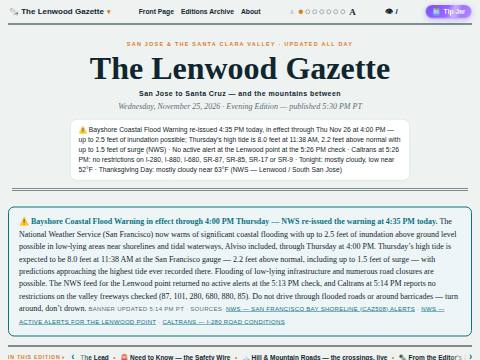 The Lenwood Gazette ▾ Front Page Editions Archive About A A / Tip Jar
SAN JOSE & THE SANTA CLARA VALLEY · UPDATED ALL DAY
The Lenwood Gazette
San Jose to Santa Cruz — and the mountains between
Wednesday, November 25, 2026 · Evening Edition — published 5:30 PM PT
⚠️ Bayshore Coastal Flood Warning re-issued 4:35 PM today, in effect through Thu Nov 26 at 4:00 PM —
up to 2.5 feet of inundation possible; Thursday's high is 8.0 feet at 11:38 AM, 2.2 feet above normal with
up to 1.5 feet of surge (NWS) · No active alert at the Lenwood point at the 5:26 PM check · Caltrans at 5:26
PM: no restrictions on I-280, I-680, I-880, SR-87, SR-85, SR-17 or SR-9 · Tonight: mostly cloudy, low near
52°F · Thanksgiving Day: mostly cloudy near 63°F (NWS — Lenwood / South San Jose)
⚠️ Bayshore Coastal Flood Warning in effect through 4:00 PM Thursday — NWS re-issued the warning at 4:35 PM today. The
National Weather Service (San Francisco) now warns of significant coastal flooding with up to 2.5 feet of inundation above ground level
possible in low-lying areas near shorelines and tidal waterways, Alviso included, through Thursday at 4:00 PM. Thursday's high tide is
expected to be 8.0 feet at 11:38 AM at the San Francisco gauge — 2.2 feet above normal, including up to 1.5 feet of surge — with
predictions approaching the highest tide ever recorded there. Flooding of low-lying infrastructure and numerous road closures are
possible. The NWS feed for the Lenwood point returned no active alerts at 5:13 PM, and Caltrans at 5:14 PM reports no
restrictions on the valley freeways checked (87, 101, 280, 680, 880, 85). Do not drive through flooded roads or around barricades — turn
around, don't drown. BANNER UPDATED 5:14 PM PT · SOURCES: NWS — SAN FRANCISCO BAY SHORELINE (CAZ508) ALERTS · NWS —
ACTIVE ALERTS FOR THE LENWOOD POINT · CALTRANS — I-280 ROAD CONDITIONS
IN THIS EDITION ▾ ‹ The Lead • Need to Know — the Safety Wire • Hill & Mountain Roads — the crossings, live • From the Editor's ›